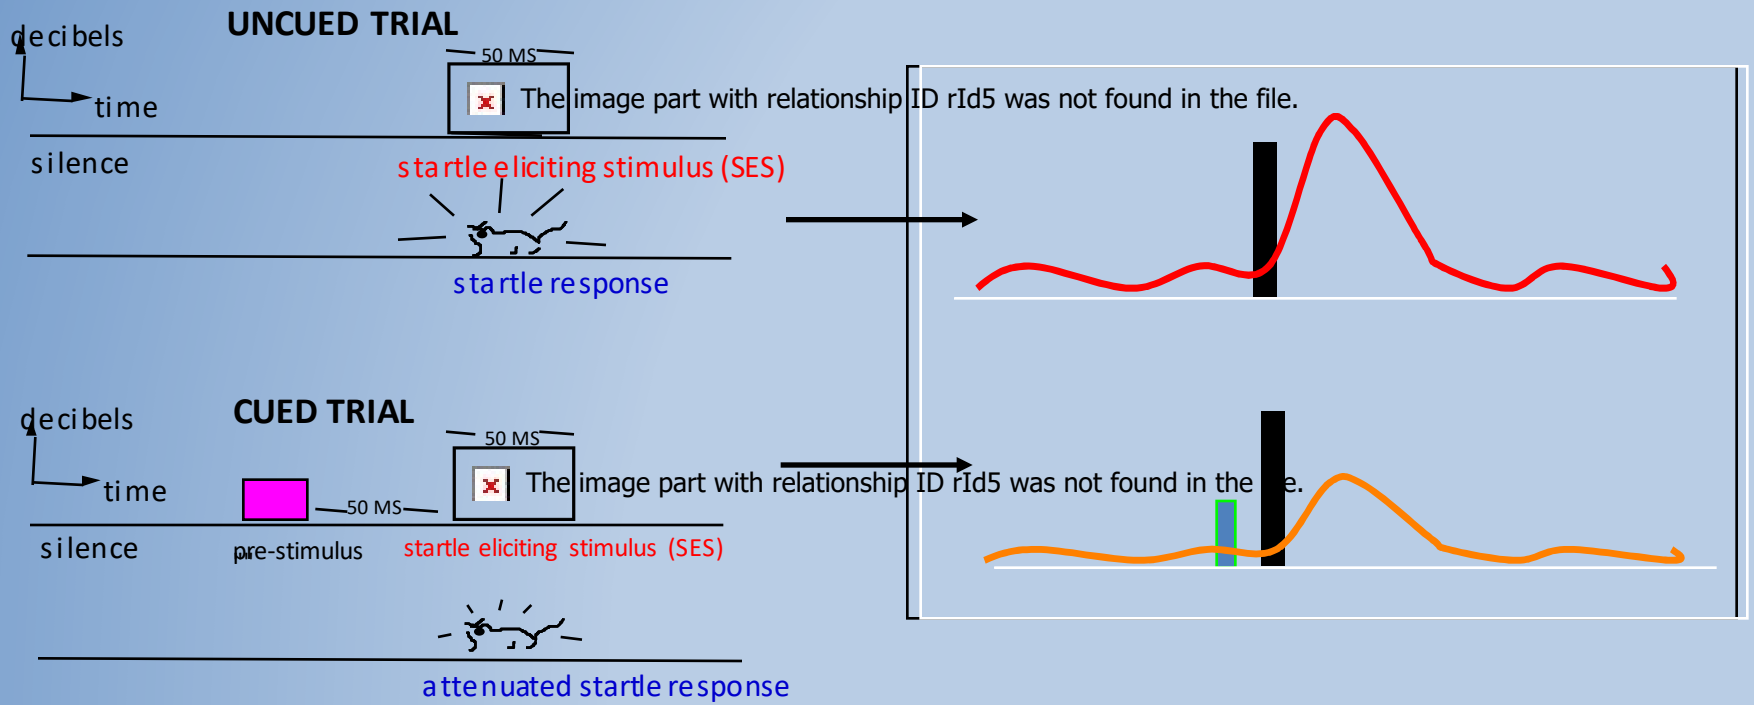 UNCUED TRIAL
decibels
50 MS
The image part with relationship ID rId5 was not found in the file.
time
silence
startle eliciting stimulus (SES)
startle response
CUED TRIAL
decibels
50 MS
The image part with relationship ID rId5 was not found in the file.
time
50 MS
silence
pre-stimulus
startle eliciting stimulus (SES)
attenuated startle response